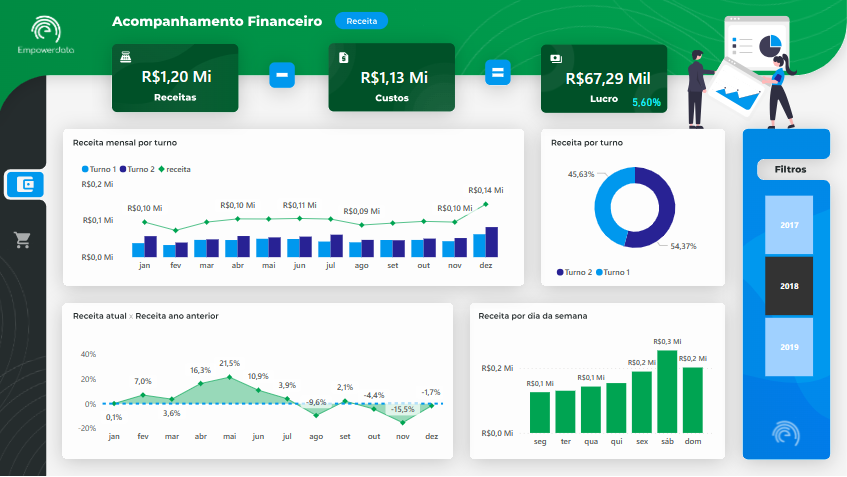 Empowerdata
Acompanhamento Financeiro
Receita
R$1,20 Mi
Receitas
R$1,13 Mi
Custos
R$67,29 Mil
Lucro 5,60%
Receita mensal por turno
Turno 1 Turno 2 receita
R$0,2 Mi
R$0,1 Mi
R$0,0 Mi
R$0,10 Mi R$0,10 Mi R$0,11 Mi R$0,09 Mi R$0,10 Mi R$0,14 Mi
jan fev mar abr mai jun jul ago set out nov dez
Receita por turno
45,63%
54,37%
Turno 2 Turno 1
Filtros
2017
2018
2019
Receita atual x Receita ano anterior
40%
20%
0%
-20%
0,1% 7,0% 3,6% 16,3% 21,5% 10,9% 3,9% -9,6% 2,1% -4,4% -15,5% -1,7%
jan fev mar abr mai jun jul ago set out nov dez
Receita por dia da semana
R$0,2 Mi
R$0,0 Mi
R$0,1 Mi R$0,1 Mi R$0,2 Mi R$0,3 Mi R$0,2 Mi
seg ter qua qui sex sáb dom